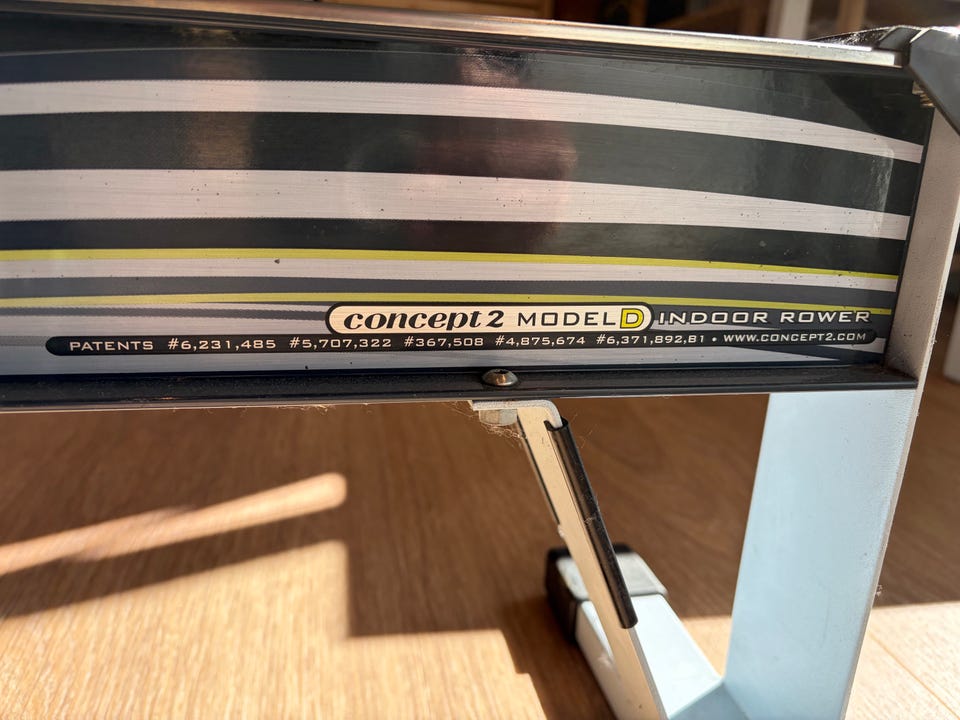 concept2 MODEL D INDOOR ROWER
PATENTS #6,231,485 #5,707,322 #367,508 #4,875,674 #6,371,892,B1 • WWW.CONCEPT2.COM